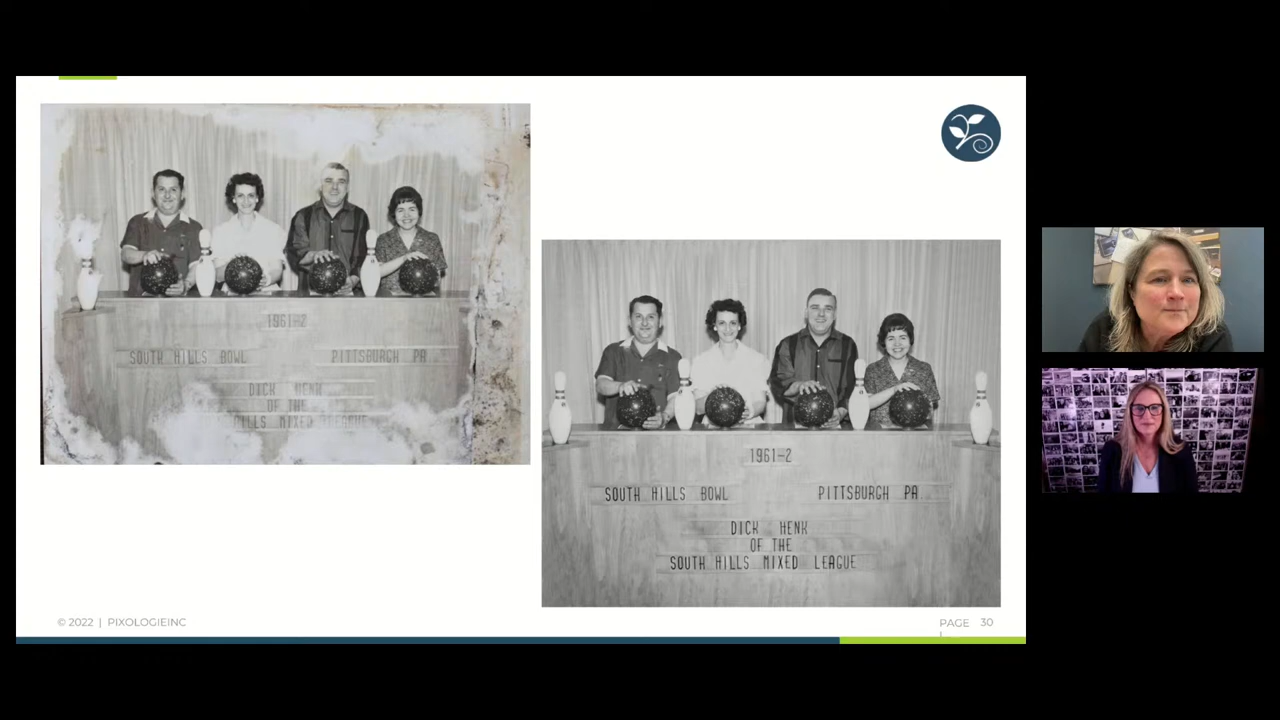 1961-2
SOUTH HILLS BOWL PITTSBURGH PA
DICK HENK
OF THE
HILLS MIXED LEAGUE
1961-2
SOUTH HILLS BOWL PITTSBURGH PA
DICK HENK
OF THE
SOUTH HILLS MIXED LEAGUE
© 2022 | PIXOLOGIEINC
PAGE 30